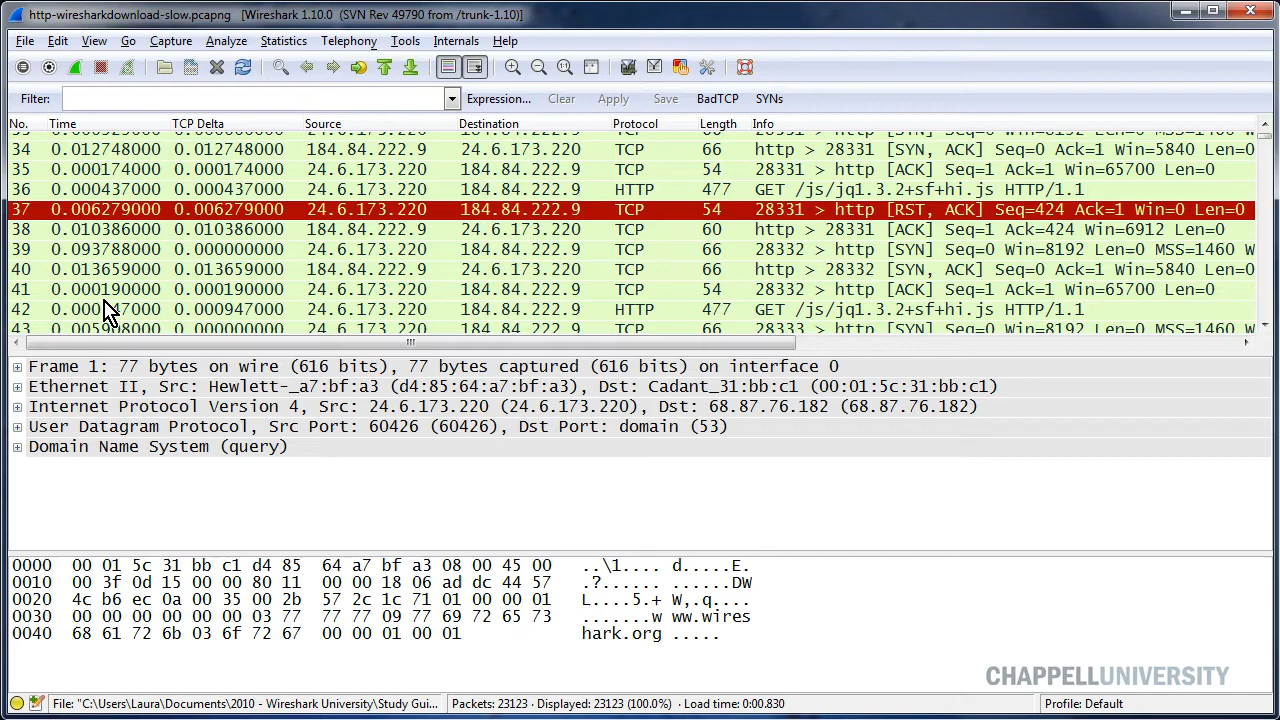 http-wiresharkdownload-slow.pcapng [Wireshark 1.10.0 (SVN Rev 49790 from /trunk-1.10)]
File Edit View Go Capture Analyze Statistics Telephony Tools Internals Help
Filter: Expression... Clear Apply Save BadTCP SYNs
No. Time TCP Delta Source Destination Protocol Length Info
34 0.012748000 0.012748000 184.84.222.9 24.6.173.220 TCP 66 http > 28331 [SYN, ACK] Seq=0 Ack=1 Win=5840 Len=0
35 0.000174000 0.000174000 24.6.173.220 184.84.222.9 TCP 54 28331 > http [ACK] Seq=1 Ack=1 Win=65700 Len=0
36 0.000437000 0.000437000 24.6.173.220 184.84.222.9 HTTP 477 GET /js/jq1.3.2+sf+hi.js HTTP/1.1
37 0.006279000 0.006279000 24.6.173.220 184.84.222.9 TCP 54 28331 > http [RST, ACK] Seq=424 Ack=1 Win=0 Len=0
38 0.010386000 0.010386000 184.84.222.9 24.6.173.220 TCP 60 http > 28331 [ACK] Seq=1 Ack=424 Win=6912 Len=0
39 0.093788000 0.000000000 24.6.173.220 184.84.222.9 TCP 66 28332 > http [SYN] Seq=0 Win=8192 Len=0 MSS=1460 W
40 0.013659000 0.013659000 184.84.222.9 24.6.173.220 TCP 66 http > 28332 [SYN, ACK] Seq=0 Ack=1 Win=5840 Len=0
41 0.000190000 0.000190000 24.6.173.220 184.84.222.9 TCP 54 28332 > http [ACK] Seq=1 Ack=1 Win=65700 Len=0
42 0.000947000 24.6.173.220 184.84.222.9 HTTP 477 GET /js/jq1.3.2+sf+hi.js HTTP/1.1
43 0.000000000 24.6.173.220 184.84.222.9 TCP 66 28333 > http [SYN] Seq=0 Win=8192 Len=0 MSS=1460 W
Frame 1: 77 bytes on wire (616 bits), 77 bytes captured (616 bits) on interface 0
Ethernet II, Src: Hewlett-_a7:bf:a3 (d4:85:64:a7:bf:a3), Dst: Cadant_31:bb:c1 (00:01:5c:31:bb:c1)
Internet Protocol Version 4, Src: 24.6.173.220 (24.6.173.220), Dst: 68.87.76.182 (68.87.76.182)
User Datagram Protocol, Src Port: 60426 (60426), Dst Port: domain (53)
Domain Name System (query)
0000 00 01 5c 31 bb c1 d4 85 64 a7 bf a3 08 00 45 00 ..\1.... d.....E.
0010 00 3f 0d 15 00 00 80 11 00 00 18 06 ad dc 44 57 .?...... ......DW
0020 4c b6 ec 0a 00 35 00 2b 57 2c 1c 71 01 00 00 01 L....5.+ W,.q....
0030 00 00 00 00 00 00 03 77 77 77 09 77 69 72 65 73 .......w ww.wires
0040 68 61 72 6b 03 6f 72 67 00 00 01 00 01 hark.org .....
CHAPPELLUNIVERSITY
File: "C:\Users\Laura\Documents\2010 - Wireshark University\Study Gui... Packets: 23123 · Displayed: 23123 (100.0%) · Load time: 0:00.830 Profile: Default